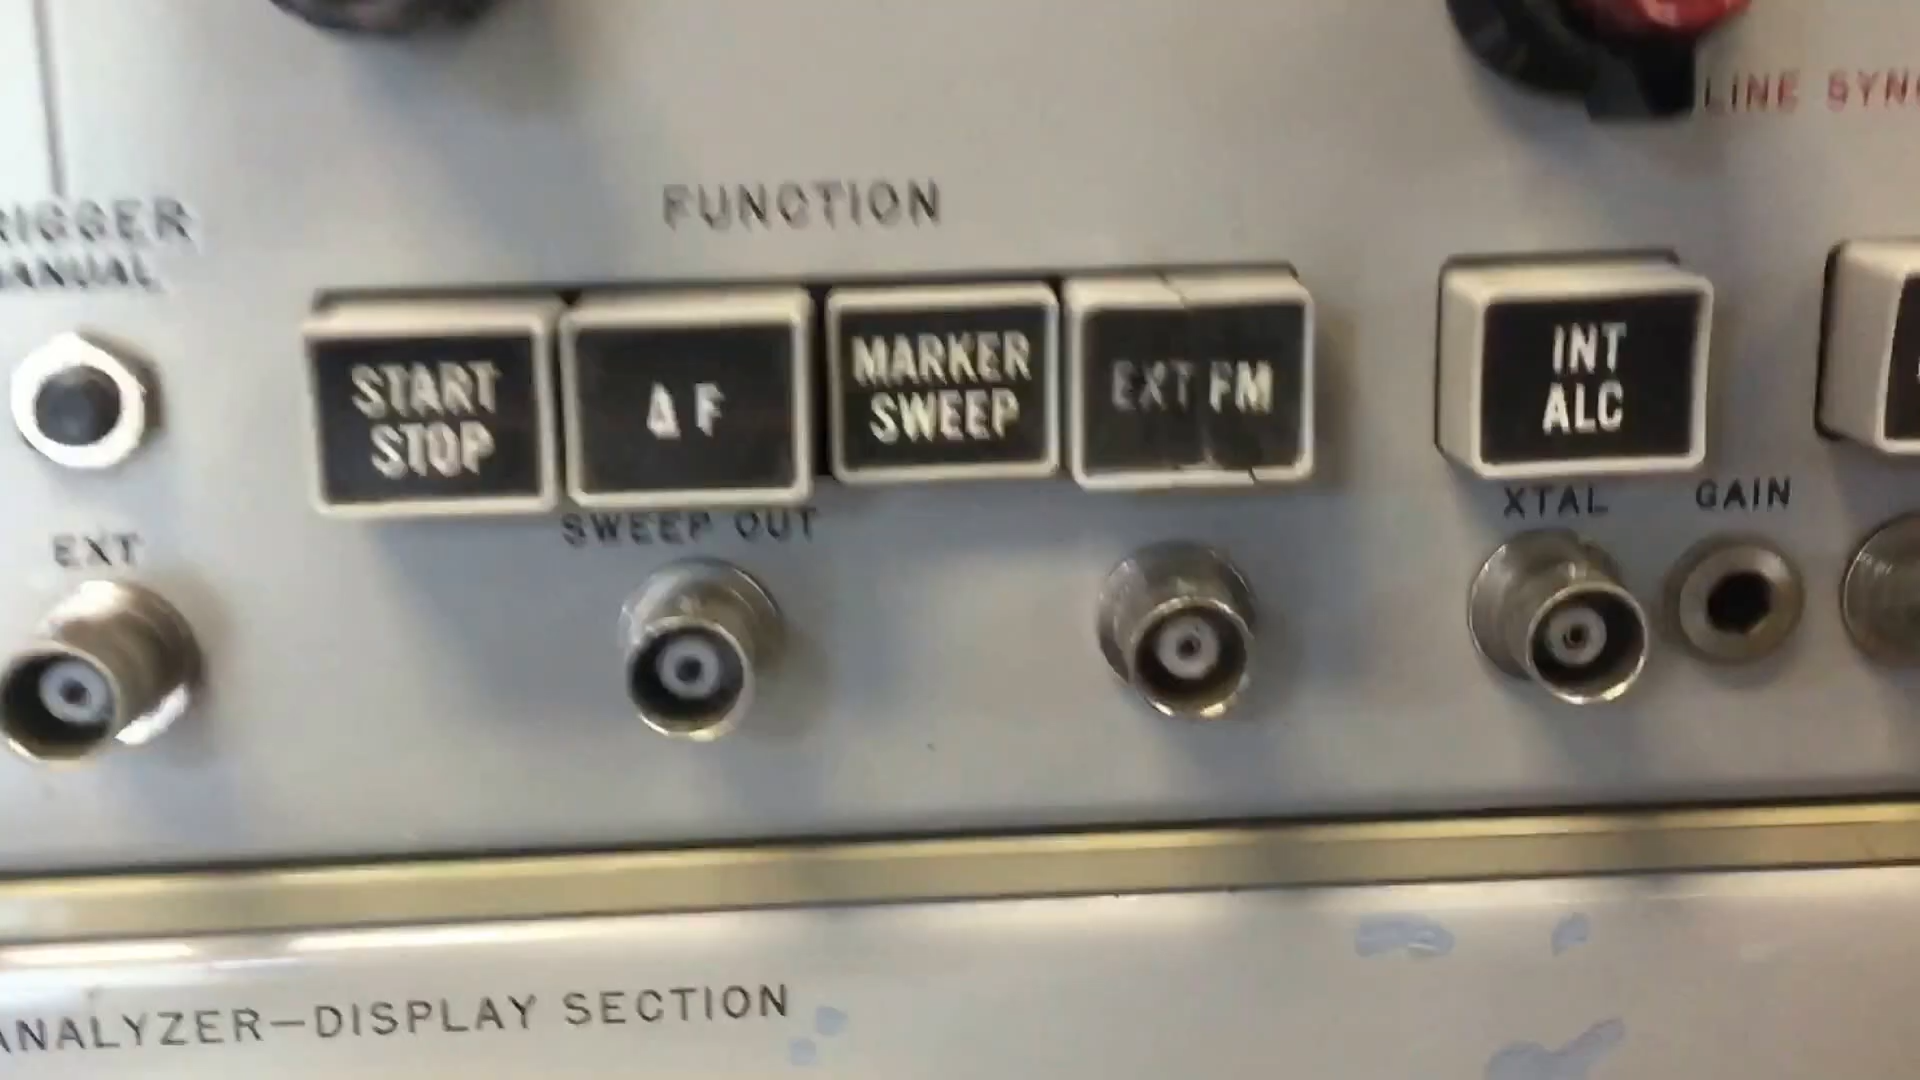 LINE SYN
FUNCTION
RIGGER
MANUAL
START
STOP
Δ F
MARKER
SWEEP
EXT FM
INT
ALC
EXT
SWEEP OUT
XTAL
GAIN
ANALYZER—DISPLAY SECTION